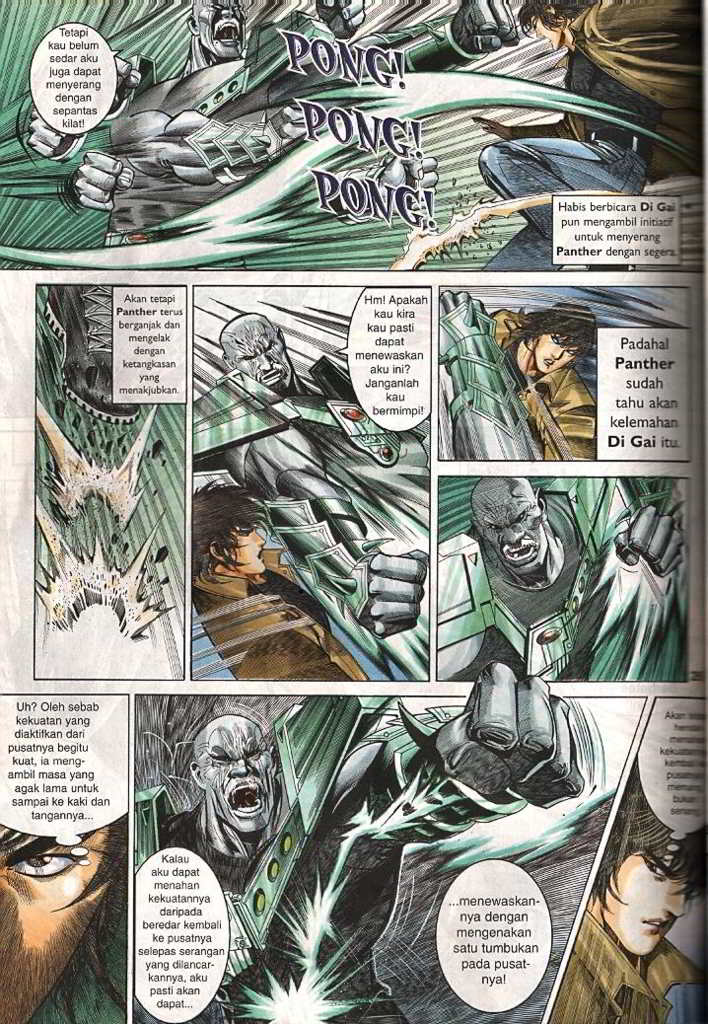 Tetapi
kau belum
sedar aku
juga dapat
menyerang
dengan
sepantas
kilat!
PONG!
PONG!
PONG!
Habis berbicara Di Gai
pun mengambil initiatif
untuk menyerang
Panther dengan segera.
Akan tetapi
Panther terus
berganjak dan
mengelak
dengan
ketangkasan
yang
menakjubkan.
Hm! Apakah
kau kira
kau pasti
dapat
menewaskan
aku ini?
Janganlah
kau
bermimpi!
Padahal
Panther
sudah
tahu akan
kelemahan
Di Gai itu.
Uh? Oleh sebab
kekuatan yang
diaktifkan dari
pusatnya begitu
kuat, ia meng-
ambil masa yang
agak lama untuk
sampai ke kaki dan
tangannya...
Kalau
aku dapat
menahan
kekuatannya
daripada
beredar kembali
ke pusatnya
selepas serangan
yang dilancar-
kannya, aku
pasti akan
dapat...
...menewaskan-
nya dengan
mengenakan
satu tumbukan
pada pusat-
nya!
Akan
kembali
pusatnya